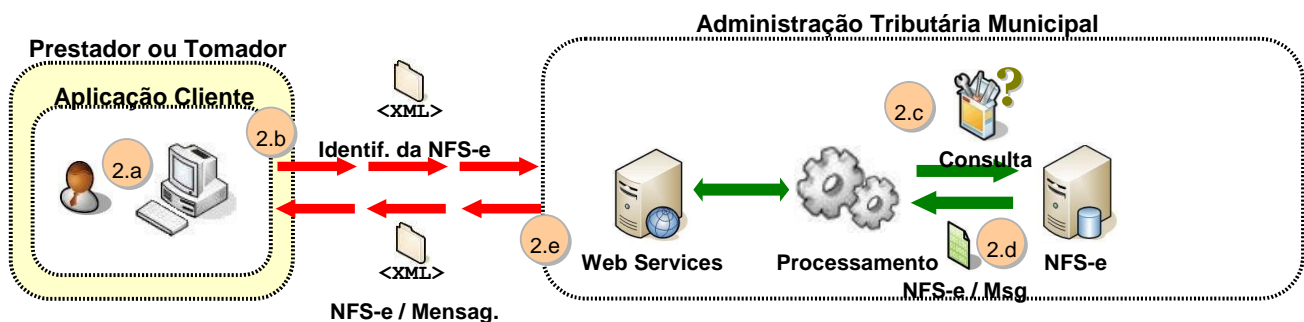 Administração Tributária Municipal
Prestador ou Tomador
Aplicação Cliente
2.a
2.b
<XML>
Identif. da NFS-e
<XML>
NFS-e / Mensag.
2.c
?
Consulta
2.e
Web Services
Processamento
2.d
NFS-e / Msg
NFS-e